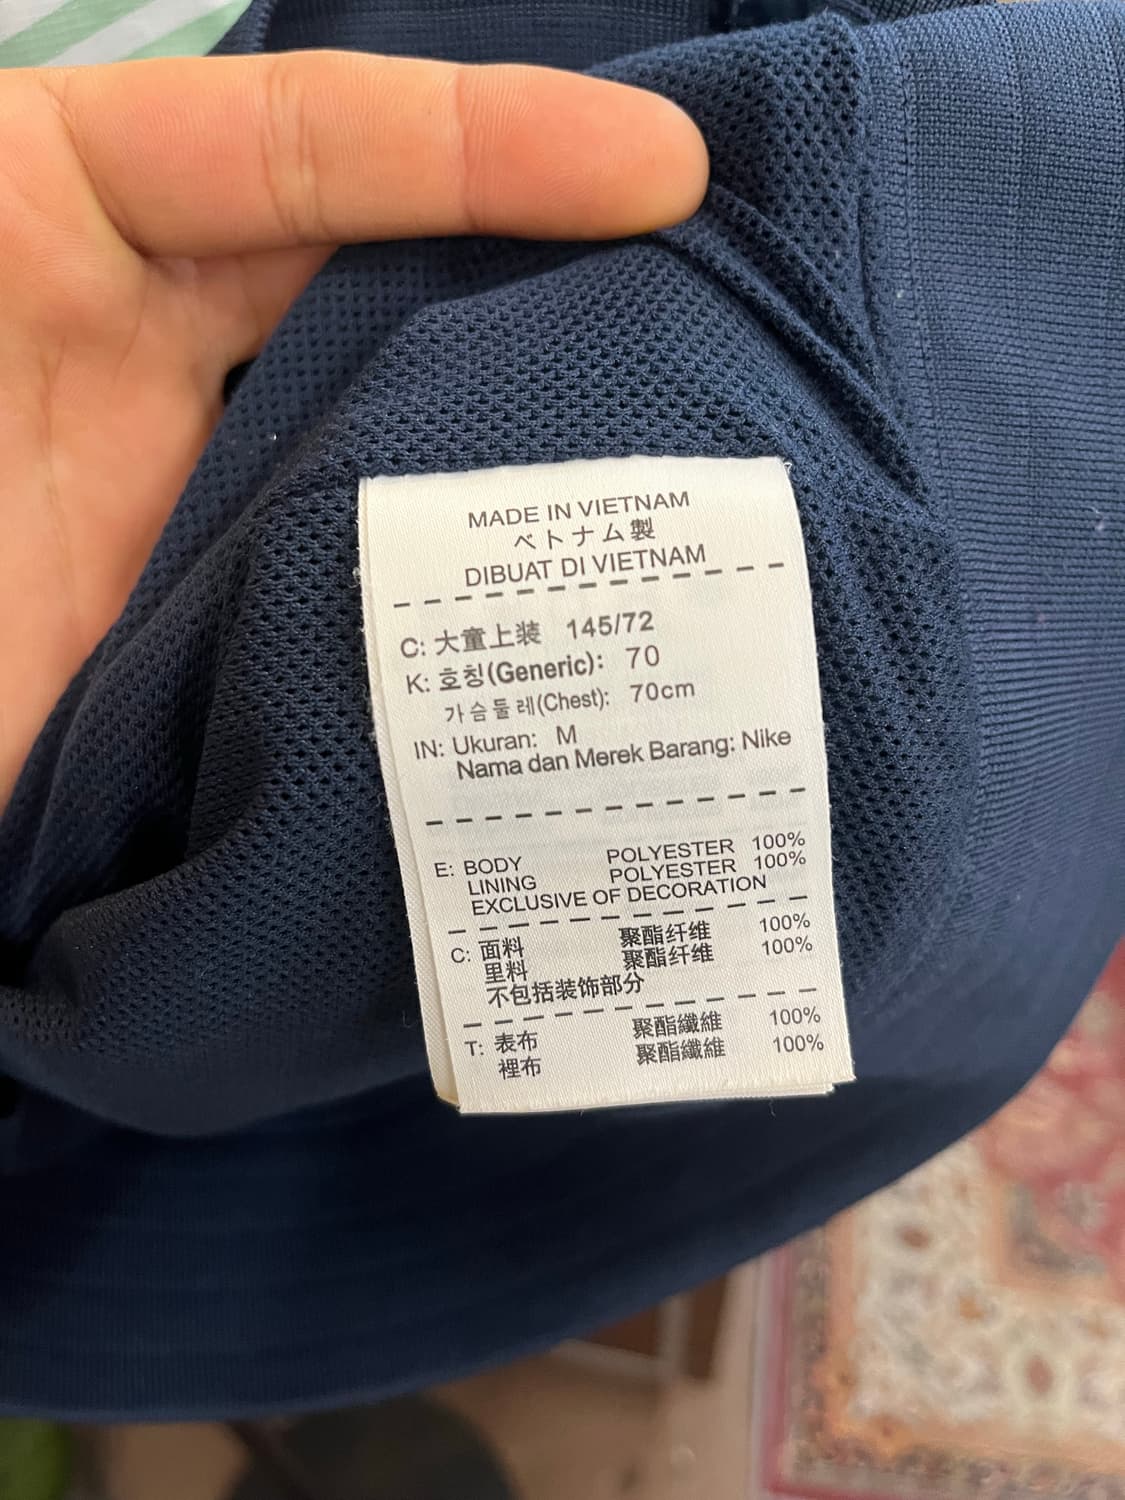 MADE IN VIETNAM
ベトナム製
DIBUAT DI VIETNAM
C: 大童上装 145/72
K: 호칭(Generic): 70
가슴둘레(Chest): 70cm
IN: Ukuran: M
Nama dan Merek Barang: Nike
E: BODY POLYESTER 100%
LINING POLYESTER 100%
EXCLUSIVE OF DECORATION
C: 面料 聚酯纤维 100%
里料 聚酯纤维 100%
不包括装饰部分
T: 表布 聚酯纖維 100%
裡布 聚酯纖維 100%